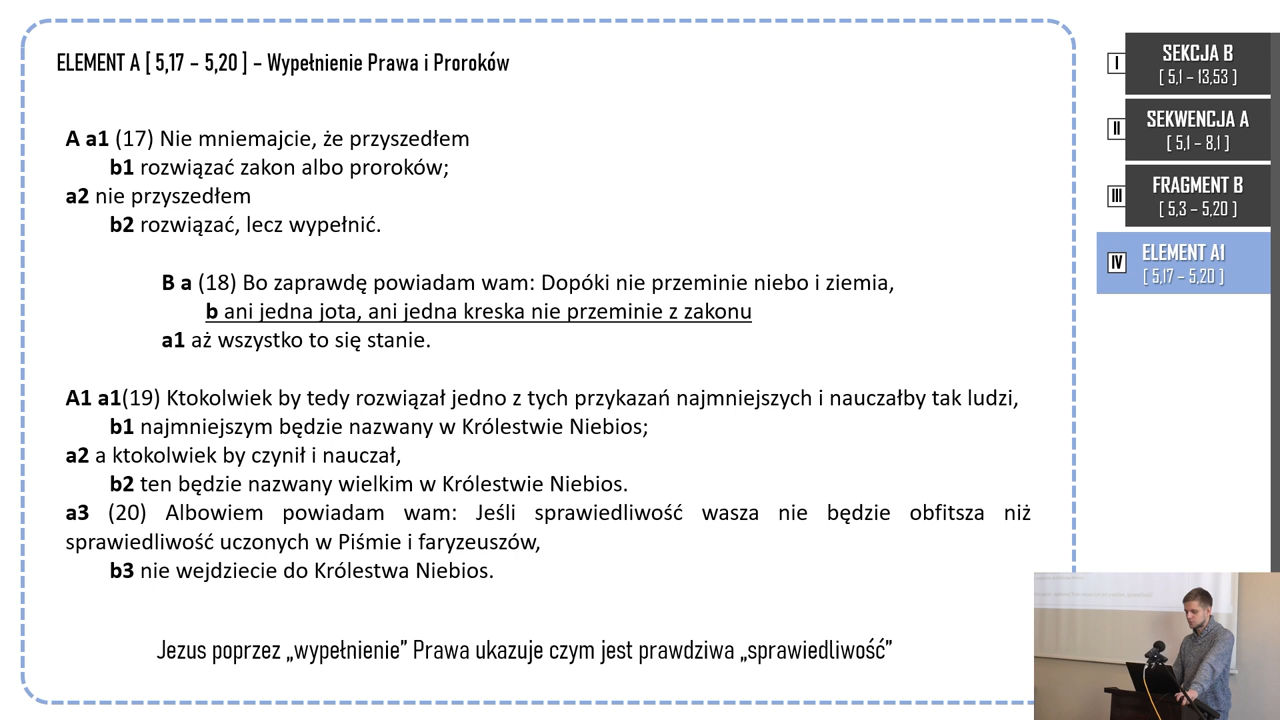 ELEMENT A [ 5,17 – 5,20 ] – Wypełnienie Prawa i Proroków
A a1 (17) Nie mniemajcie, że przyszedłem
b1 rozwiązać zakon albo proroków;
a2 nie przyszedłem
b2 rozwiązać, lecz wypełnić.
B a (18) Bo zaprawdę powiadam wam: Dopóki nie przeminie niebo i ziemia,
b ani jedna jota, ani jedna kreska nie przeminie z zakonu
a1 aż wszystko to się stanie.
A1 a1(19) Ktokolwiek by tedy rozwiązał jedno z tych przykazań najmniejszych i nauczałby tak ludzi,
b1 najmniejszym będzie nazwany w Królestwie Niebios;
a2 a ktokolwiek by czynił i nauczał,
b2 ten będzie nazwany wielkim w Królestwie Niebios.
a3 (20) Albowiem powiadam wam: Jeśli sprawiedliwość wasza nie będzie obfitsza niż
sprawiedliwość uczonych w Piśmie i faryzeuszów,
b3 nie wejdziecie do Królestwa Niebios.
Jezus poprzez „wypełnienie” Prawa ukazuje czym jest prawdziwa „sprawiedliwość”
I SEKCJA B
[ 5,1 – 13,53 ]
II SEKWENCJA A
[ 5,1 – 8,1 ]
III FRAGMENT B
[ 5,3 – 5,20 ]
IV ELEMENT A1
[ 5,17 – 5,20 ]